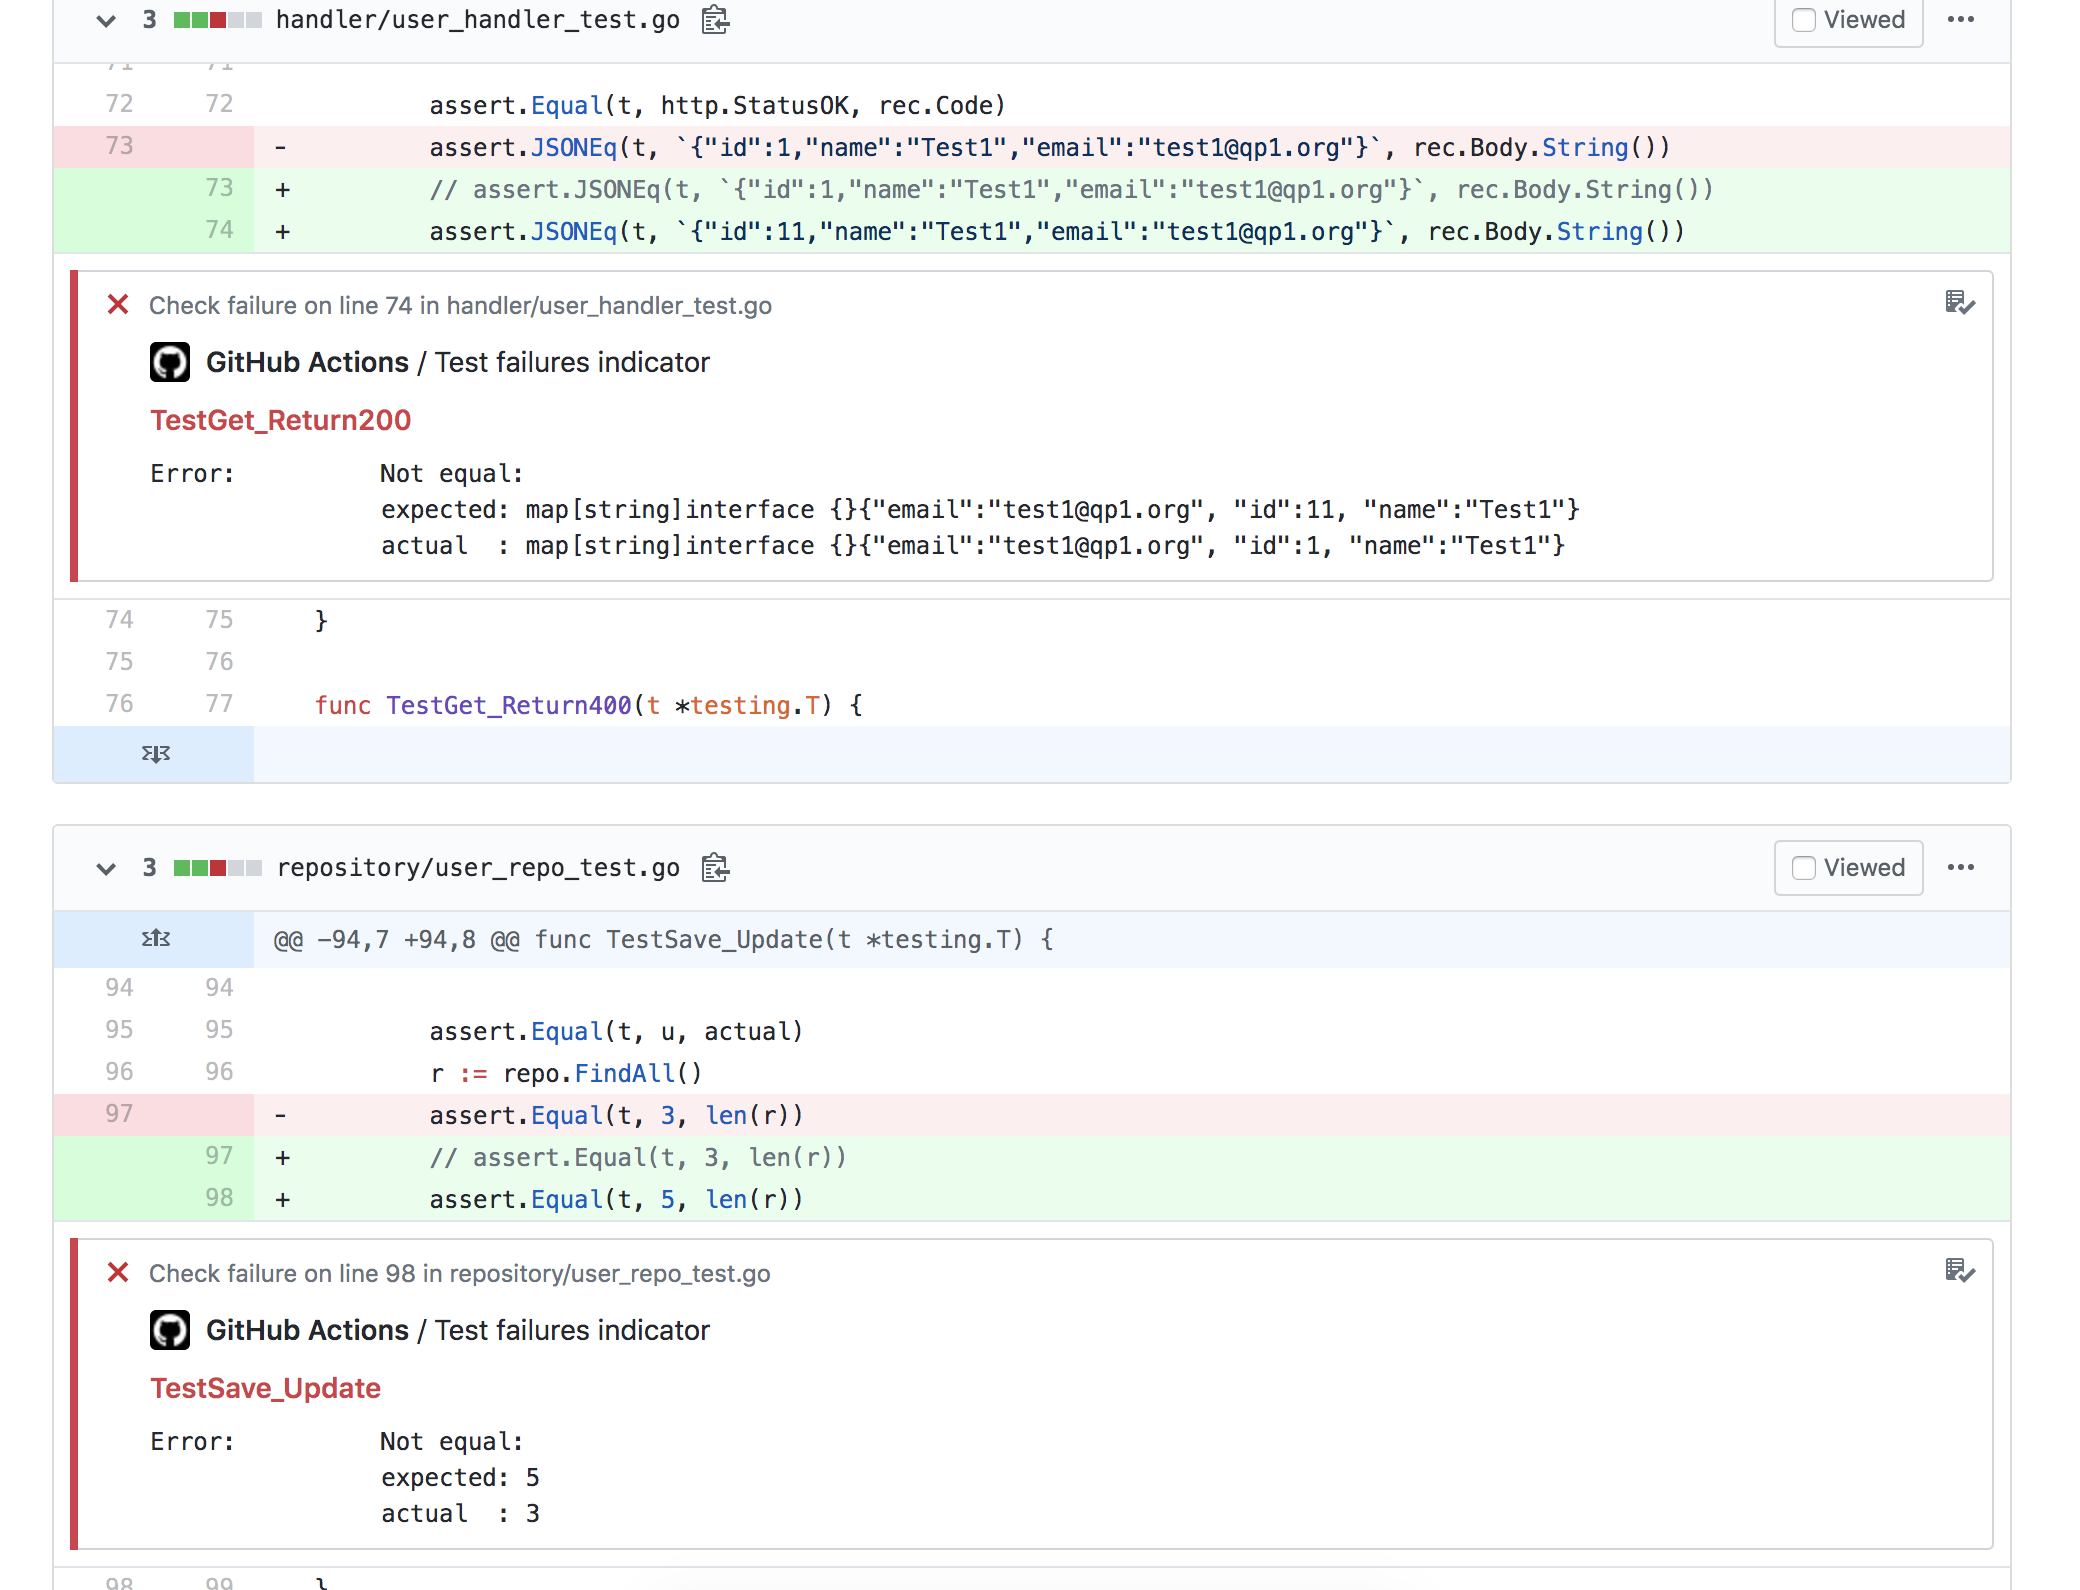 3 handler/user_handler_test.go Viewed
71 71
72 72 assert.Equal(t, http.StatusOK, rec.Code)
73 - assert.JSONEq(t, `{"id":1,"name":"Test1","email":"test1@qp1.org"}`, rec.Body.String())
73 + // assert.JSONEq(t, `{"id":1,"name":"Test1","email":"test1@qp1.org"}`, rec.Body.String())
74 + assert.JSONEq(t, `{"id":11,"name":"Test1","email":"test1@qp1.org"}`, rec.Body.String())
Check failure on line 74 in handler/user_handler_test.go
GitHub Actions / Test failures indicator
TestGet_Return200
Error: Not equal:
expected: map[string]interface {}{"email":"test1@qp1.org", "id":11, "name":"Test1"}
actual  : map[string]interface {}{"email":"test1@qp1.org", "id":1, "name":"Test1"}
74 75 }
75 76
76 77 func TestGet_Return400(t *testing.T) {
3 repository/user_repo_test.go Viewed
@@ -94,7 +94,8 @@ func TestSave_Update(t *testing.T) {
94 94
95 95 assert.Equal(t, u, actual)
96 96 r := repo.FindAll()
97 - assert.Equal(t, 3, len(r))
97 + // assert.Equal(t, 3, len(r))
98 + assert.Equal(t, 5, len(r))
Check failure on line 98 in repository/user_repo_test.go
GitHub Actions / Test failures indicator
TestSave_Update
Error: Not equal:
expected: 5
actual  : 3
98 99 }